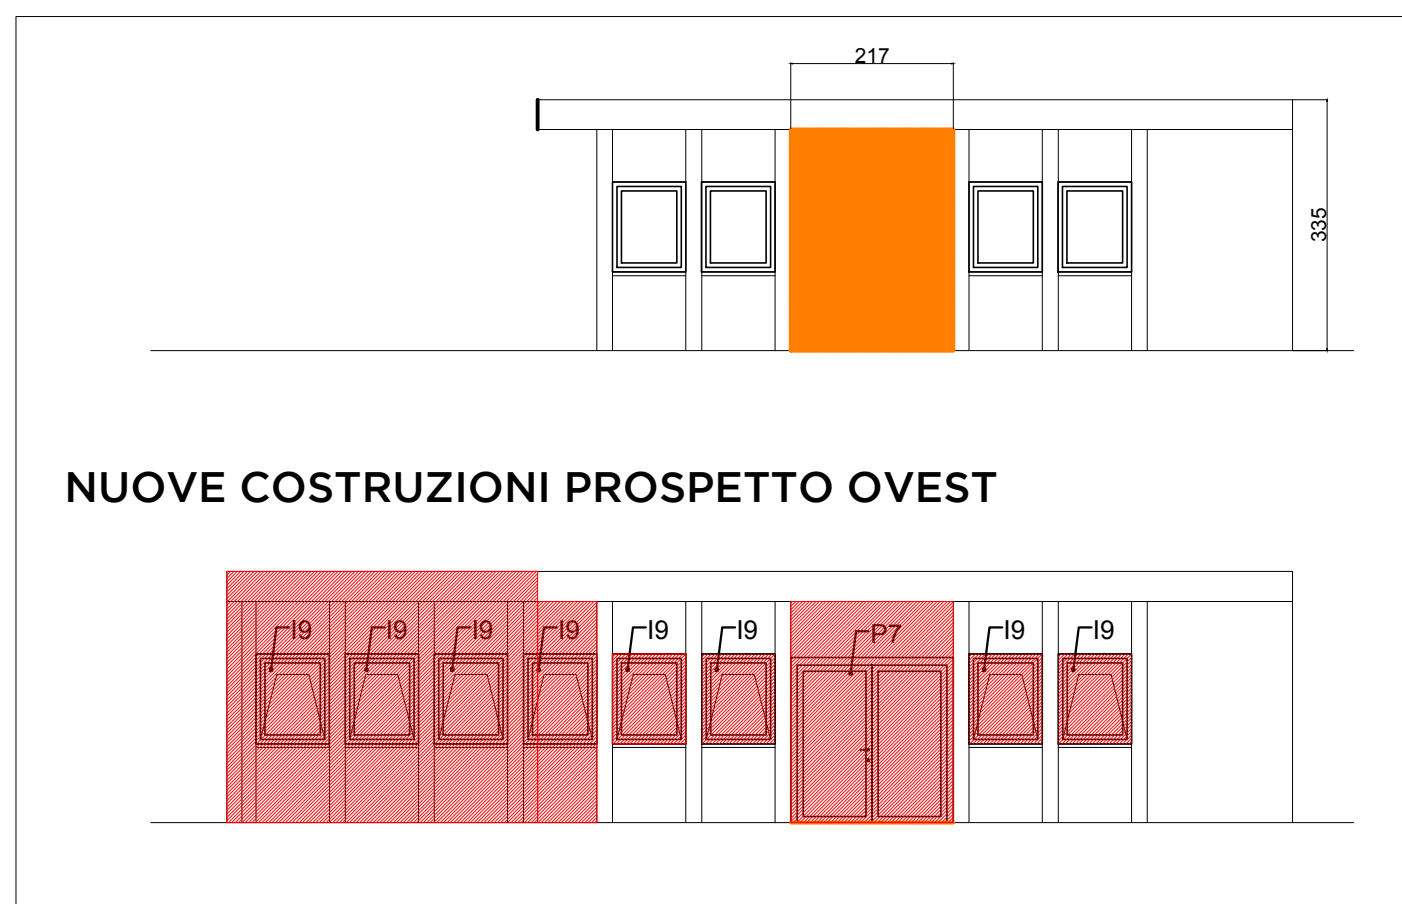 217
335
NUOVE COSTRUZIONI PROSPETTO OVEST
I9 I9 I9 I9 I9 I9 P7 I9 I9